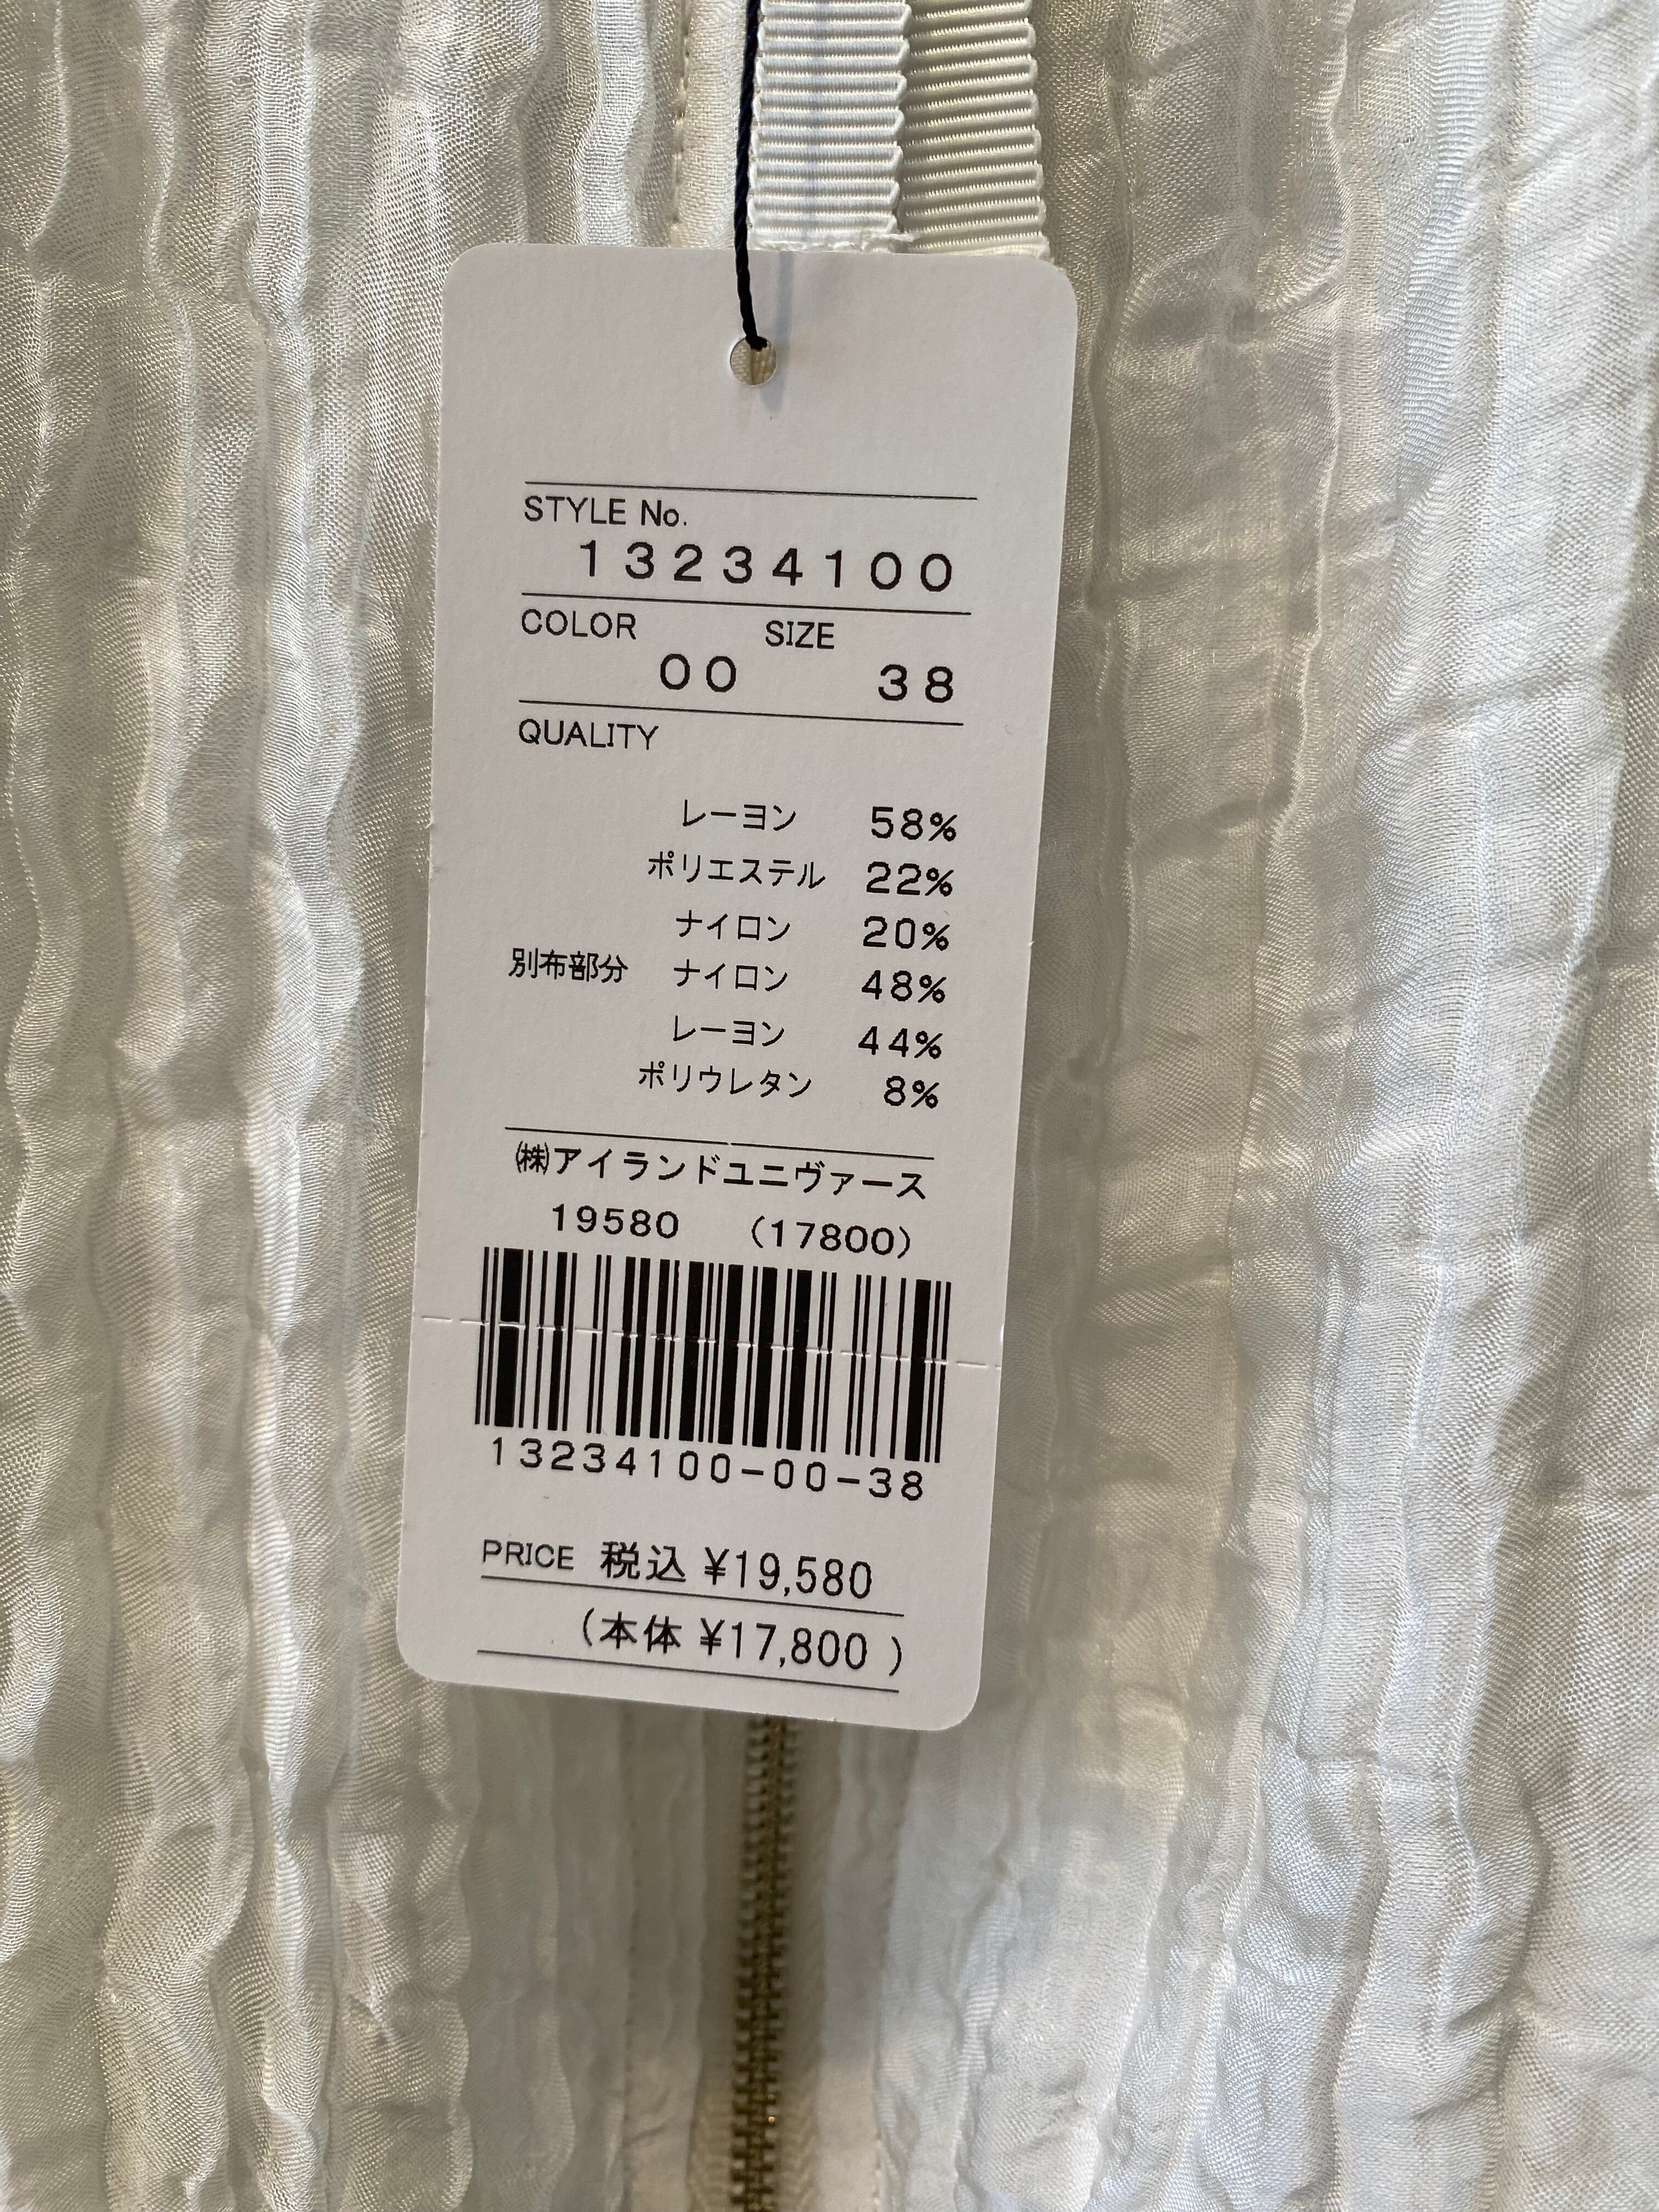 STYLE No.
13234100
COLOR SIZE
00 38
QUALITY
レーヨン 58%
ポリエステル 22%
ナイロン 20%
別布部分 ナイロン 48%
レーヨン 44%
ポリウレタン 8%
㈱アイランドユニヴァース
19580 (17800)
13234100-00-38
PRICE 税込 ¥19,580
(本体 ¥17,800 )